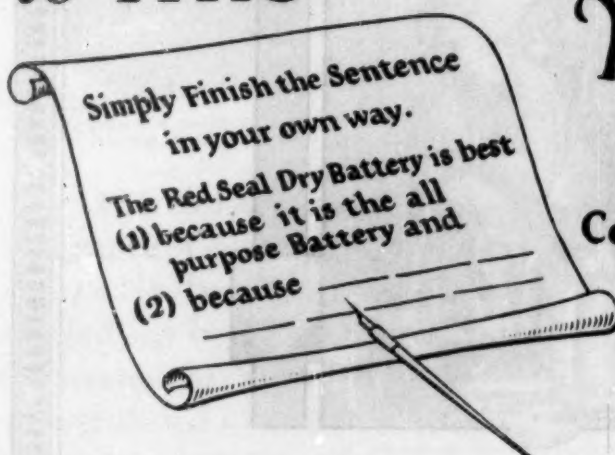 Simply Finish the Sentence
in your own way.
The Red Seal Dry Battery is best
(1) because it is the all
purpose Battery and
(2) because